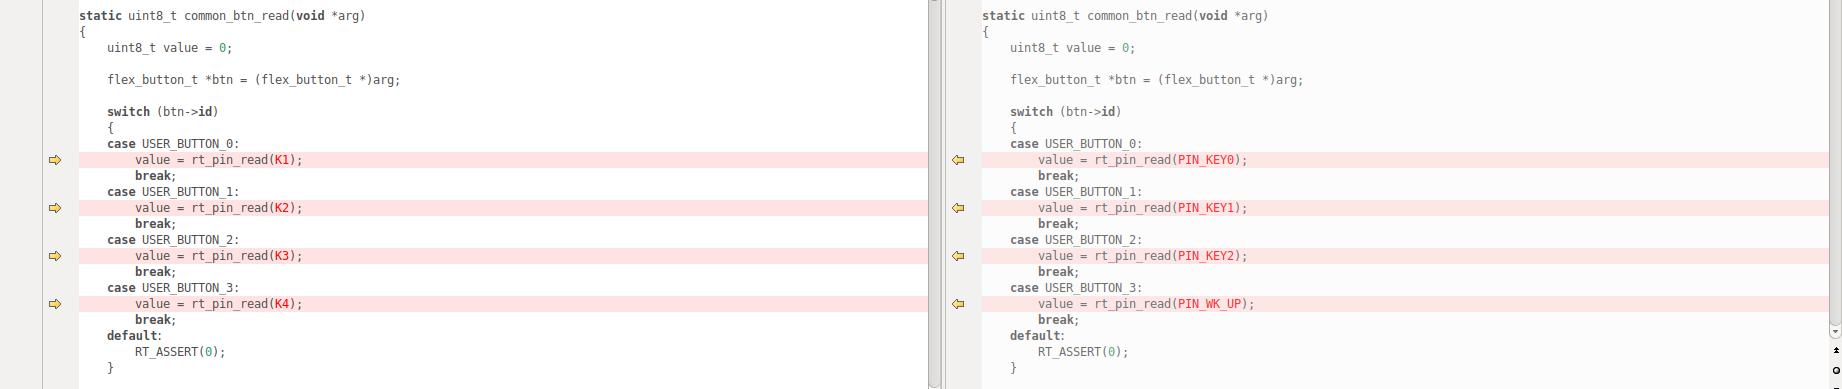 static uint8_t common_btn_read(void *arg)
{
    uint8_t value = 0;

    flex_button_t *btn = (flex_button_t *)arg;

    switch (btn->id)
    {
    case USER_BUTTON_0:
        value = rt_pin_read(K1);
        break;
    case USER_BUTTON_1:
        value = rt_pin_read(K2);
        break;
    case USER_BUTTON_2:
        value = rt_pin_read(K3);
        break;
    case USER_BUTTON_3:
        value = rt_pin_read(K4);
        break;
    default:
        RT_ASSERT(0);
    }
static uint8_t common_btn_read(void *arg)
{
    uint8_t value = 0;

    flex_button_t *btn = (flex_button_t *)arg;

    switch (btn->id)
    {
    case USER_BUTTON_0:
        value = rt_pin_read(PIN_KEY0);
        break;
    case USER_BUTTON_1:
        value = rt_pin_read(PIN_KEY1);
        break;
    case USER_BUTTON_2:
        value = rt_pin_read(PIN_KEY2);
        break;
    case USER_BUTTON_3:
        value = rt_pin_read(PIN_WK_UP);
        break;
    default:
        RT_ASSERT(0);
    }